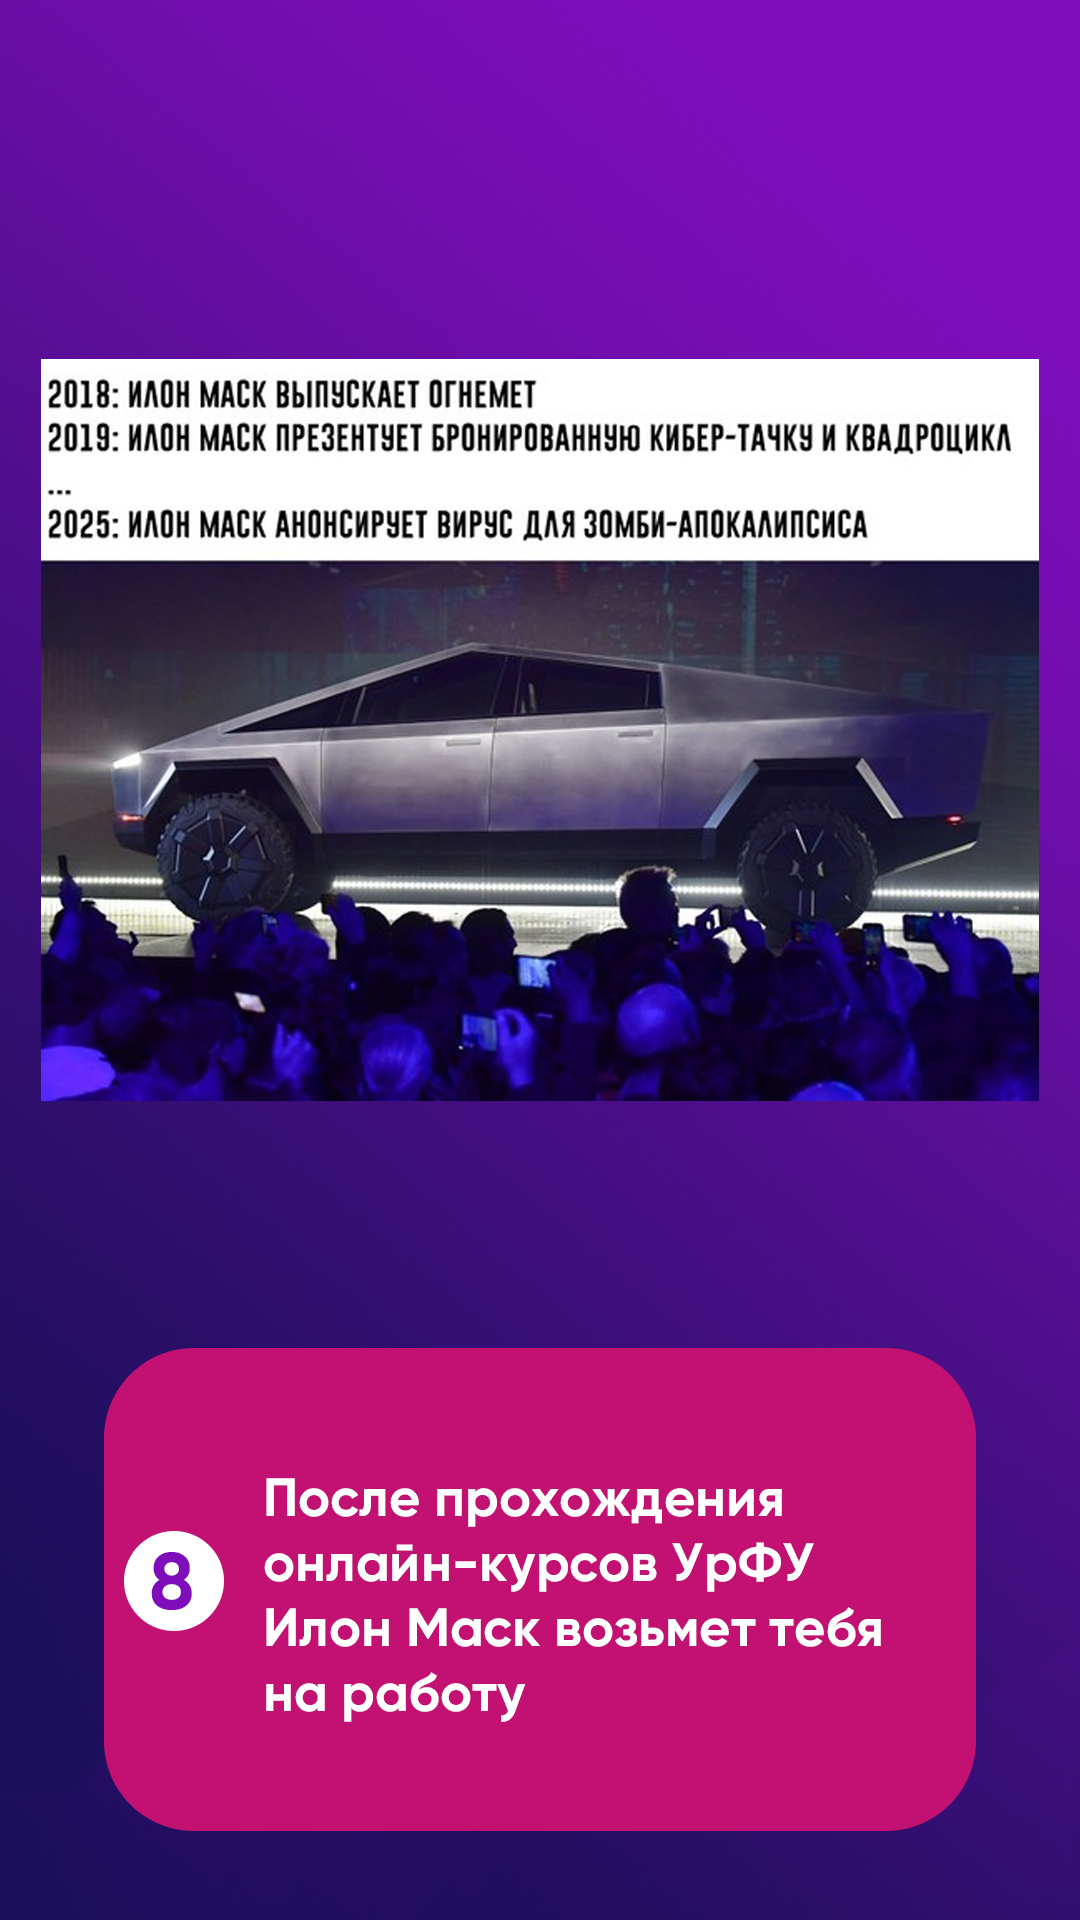 2018: ИЛОН МАСК ВЫПУСКАЕТ ОГНЕМЕТ
2019: ИЛОН МАСК ПРЕЗЕНТУЕТ БРОНИРОВАННУЮ КИБЕР-ТАЧКУ И КВАДРОЦИКЛ
...
2025: ИЛОН МАСК АНОНСИРУЕТ ВИРУС ДЛЯ ЗОМБИ-АПОКАЛИПСИСА
После прохождения
онлайн-курсов УрФУ
8
Илон Маск возьмет тебя
на работу